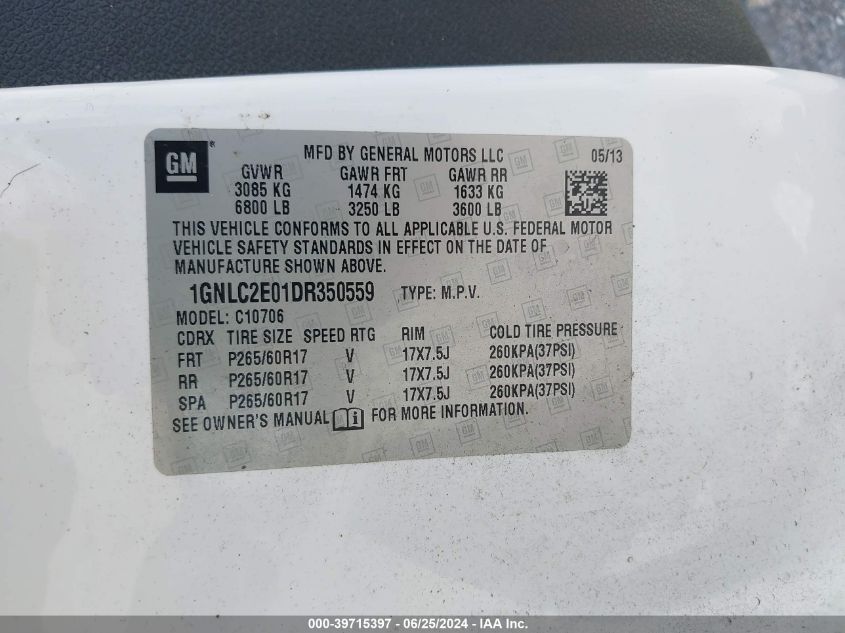 GM®
MFD BY GENERAL MOTORS LLC 05/13
GVWR GAWR FRT GAWR RR
3085 KG 1474 KG 1633 KG
6800 LB 3250 LB 3600 LB
THIS VEHICLE CONFORMS TO ALL APPLICABLE U.S. FEDERAL MOTOR
VEHICLE SAFETY STANDARDS IN EFFECT ON THE DATE OF
MANUFACTURE SHOWN ABOVE.
1GNLC2E01DR350559 TYPE: M.P.V.
MODEL: C10706
CDRX TIRE SIZE SPEED RTG RIM COLD TIRE PRESSURE
FRT P265/60R17 V 17X7.5J 260KPA(37PSI)
RR P265/60R17 V 17X7.5J 260KPA(37PSI)
SPA P265/60R17 V 17X7.5J 260KPA(37PSI)
SEE OWNER'S MANUAL i FOR MORE INFORMATION.
000-39715397 - 06/25/2024 - IAA Inc.